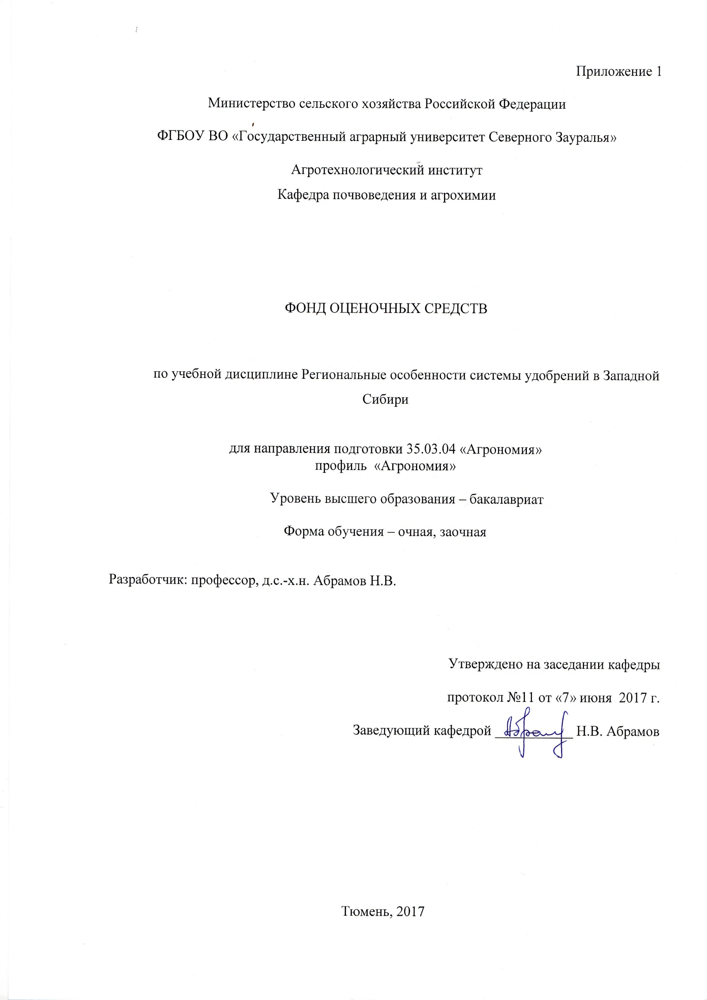 Приложение 1
Министерство сельского хозяйства Российской Федерации
ФГБОУ ВО «Государственный аграрный университет Северного Зауралья»
Агротехнологический институт
Кафедра почвоведения и агрохимии
ФОНД ОЦЕНОЧНЫХ СРЕДСТВ
по учебной дисциплине Региональные особенности системы удобрений в Западной
Сибири
для направления подготовки 35.03.04 «Агрономия»
профиль «Агрономия»
Уровень высшего образования – бакалавриат
Форма обучения – очная, заочная
Разработчик: профессор, д.с.-х.н. Абрамов Н.В.
Утверждено на заседании кафедры
протокол №11 от «7» июня 2017 г.
Заведующий кафедрой ___________ Н.В. Абрамов
Тюмень, 2017